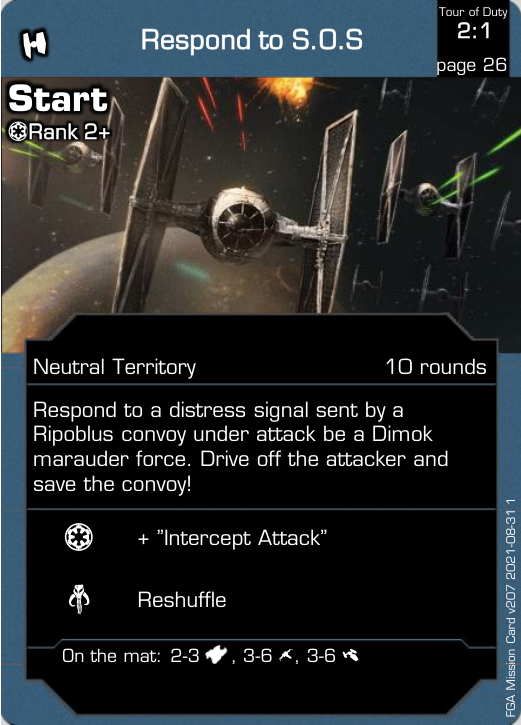 Respond to S.O.S
Tour of Duty
2:1
page 26
Start
Rank 2+
Neutral Territory 10 rounds
Respond to a distress signal sent by a
Ripoblus convoy under attack be a Dimok
marauder force. Drive off the attacker and
save the convoy!
+ "Intercept Attack"
Reshuffle
On the mat: 2-3 , 3-6 , 3-6
FGA Mission Card v207 2021-08-31 1